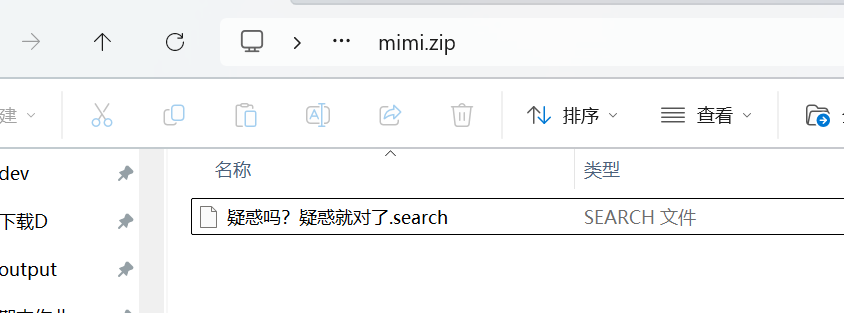 mimi.zip
建
排序
查看
名称
类型
dev
疑惑吗？疑惑就对了.search
SEARCH 文件
下载D
output